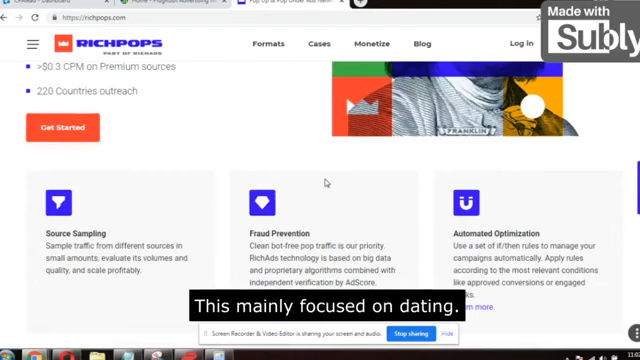 Dashboard
https://richpops.com
Made with
Subly
RICHPOPS
PART OF RICHADS
Formats
Cases
Monetize
Blog
Log in
>$0.3 CPM on Premium sources
220 Countries outreach
Get Started
FRANKLIN
Source Sampling
Sample traffic from different sources in
small amounts, evaluate its volumes and
quality, and scale profitably.
Fraud Prevention
Clean bot-free pop traffic is our priority.
RichAds technology is based on big
data and proprietary algorithms combined
with independent verification by AdScore.
Automated Optimization
Use a set of if/then rules to manage your
campaigns automatically. Apply rules
according to the most relevant conditions
like approved conversions or engaged
This mainly focused on dating.
Screen Recorder & Video Editor is sharing your screen and audio.
Stop sharing
Hide